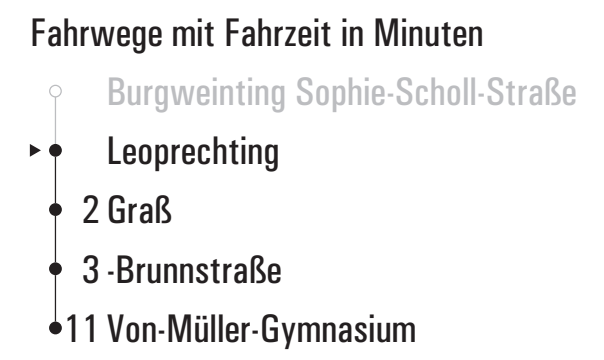 Fahrwege mit Fahrzeit in Minuten
Burgweinting Sophie-Scholl-Straße
Leoprechting
2 Graß
3 -Brunnstraße
11 Von-Müller-Gymnasium